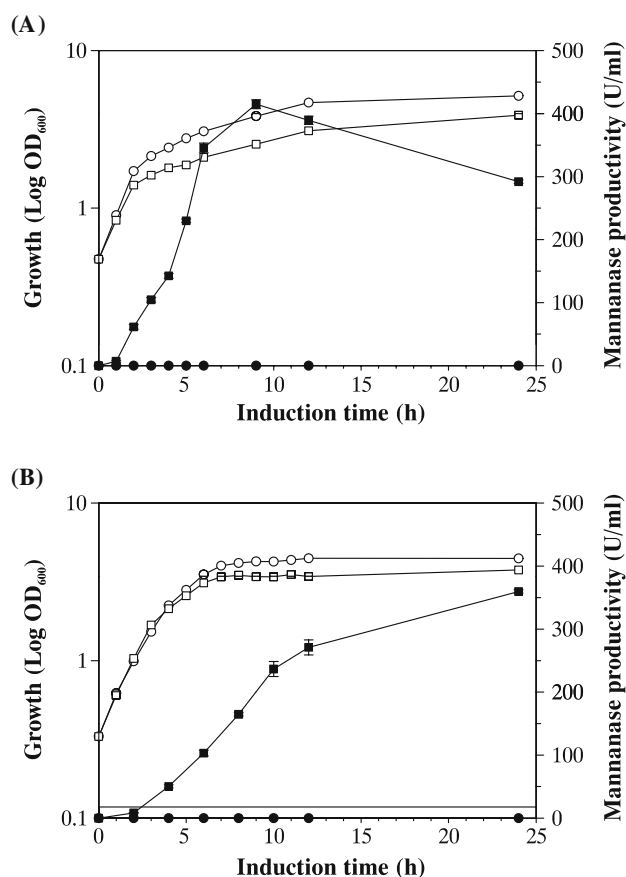 (A)
10
1
0.1
Growth (Log OD600)
500
400
300
200
100
0
Mannanase productivity (U/ml)
0 5 10 15 20 25
Induction time (h)
(B)
10
1
0.1
Growth (Log OD600)
500
400
300
200
100
0
Mannanase productivity (U/ml)
0 5 10 15 20 25
Induction time (h)